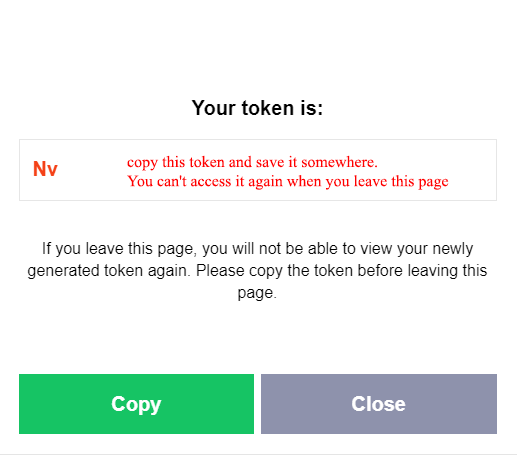 Your token is:
Nv
copy this token and save it somewhere.
You can't access it again when you leave this page
If you leave this page, you will not be able to view your newly
generated token again. Please copy the token before leaving this
page.
Copy
Close